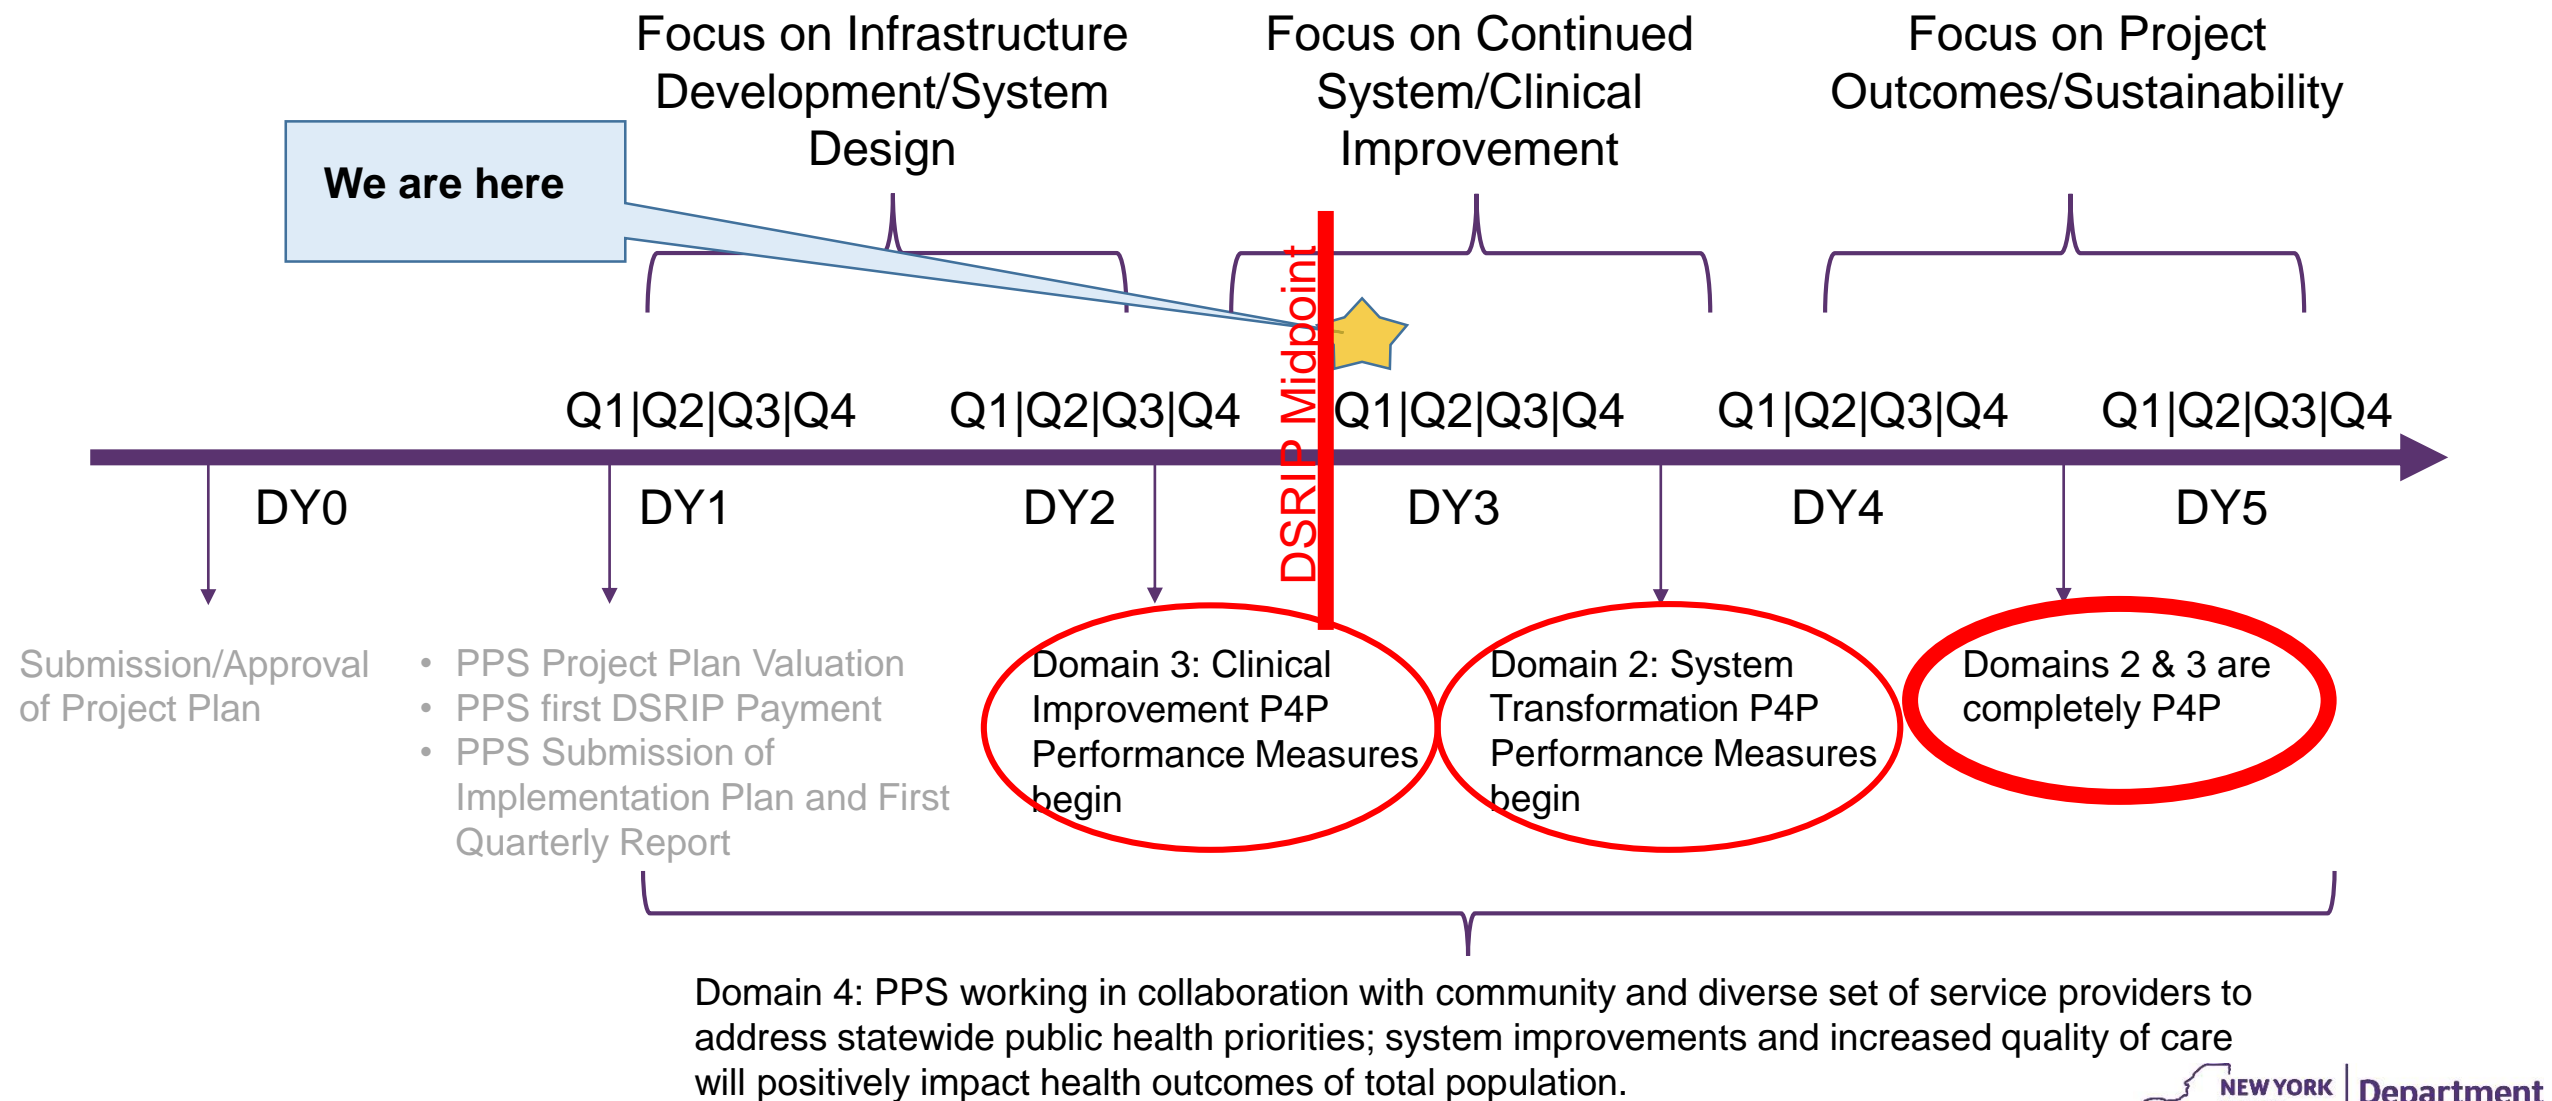 Focus on Infrastructure
Development/System
Design
Focus on Continued
System/Clinical
Improvement
Focus on Project
Outcomes/Sustainability
We are here
DSRIP Midpoint
Q1|Q2|Q3|Q4
Q1|Q2|Q3|Q4
Q1|Q2|Q3|Q4
Q1|Q2|Q3|Q4
Q1|Q2|Q3|Q4
DY0
DY1
DY2
DY3
DY4
DY5
Submission/Approval
of Project Plan
• PPS Project Plan Valuation
• PPS first DSRIP Payment
• PPS Submission of
Implementation Plan and First
Quarterly Report
Domain 3: Clinical
Improvement P4P
Performance Measures
begin
Domain 2: System
Transformation P4P
Performance Measures
begin
Domains 2 & 3 are
completely P4P
Domain 4: PPS working in collaboration with community and diverse set of service providers to
address statewide public health priorities; system improvements and increased quality of care
will positively impact health outcomes of total population.
NEW YORK
Department